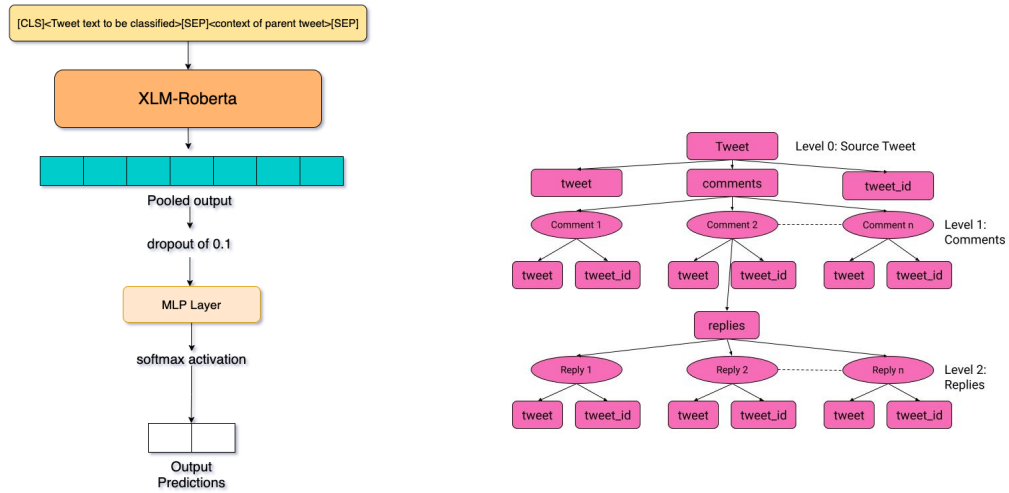 [CLS]<Tweet text to be classified>[SEP]<context of parent tweet>[SEP]
XLM-Roberta
Pooled output
dropout of 0.1
MLP Layer
softmax activation
Output
Predictions
Tweet
Level 0: Source Tweet
tweet
comments
tweet_id
Comment 1
Comment 2
Comment n
Level 1:
Comments
tweet
tweet_id
tweet
tweet_id
tweet
tweet_id
replies
Reply 1
Reply 2
Reply n
Level 2:
Replies
tweet
tweet_id
tweet
tweet_id
tweet
tweet_id